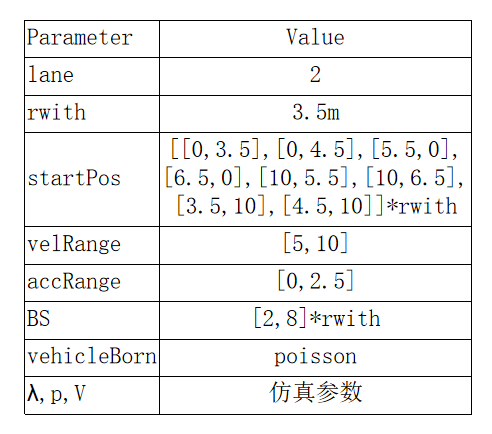 Parameter Value
lane 2
rwith 3.5m
startPos [[0,3.5],[0,4.5],[5.5,0],
[6.5,0],[10,5.5],[10,6.5],
[3.5,10],[4.5,10]]*rwith
velRange [5,10]
accRange [0,2.5]
BS [2,8]*rwith
vehicleBorn poisson
λ,p,V 仿真参数